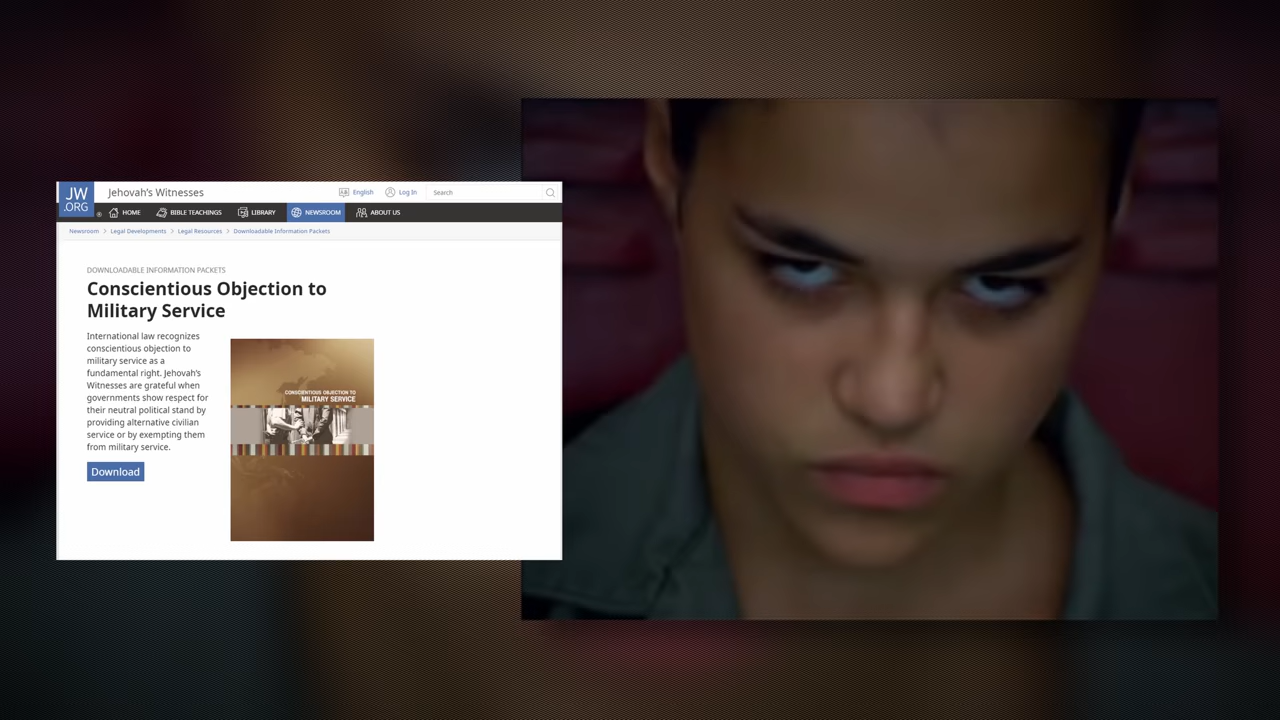 JW
.ORG
Jehovah's Witnesses
English
Log In
Search
HOME
BIBLE TEACHINGS
LIBRARY
NEWSROOM
ABOUT US
Newsroom > Legal Developments > Legal Resources > Downloadable Information Packets
DOWNLOADABLE INFORMATION PACKETS
Conscientious Objection to
Military Service
International law recognizes
conscientious objection to
military service as a
fundamental right. Jehovah's
Witnesses are grateful when
governments show respect for
their neutral political stand by
providing alternative civilian
service or by exempting them
from military service.
Download
CONSCIENTIOUS OBJECTION TO
MILITARY SERVICE